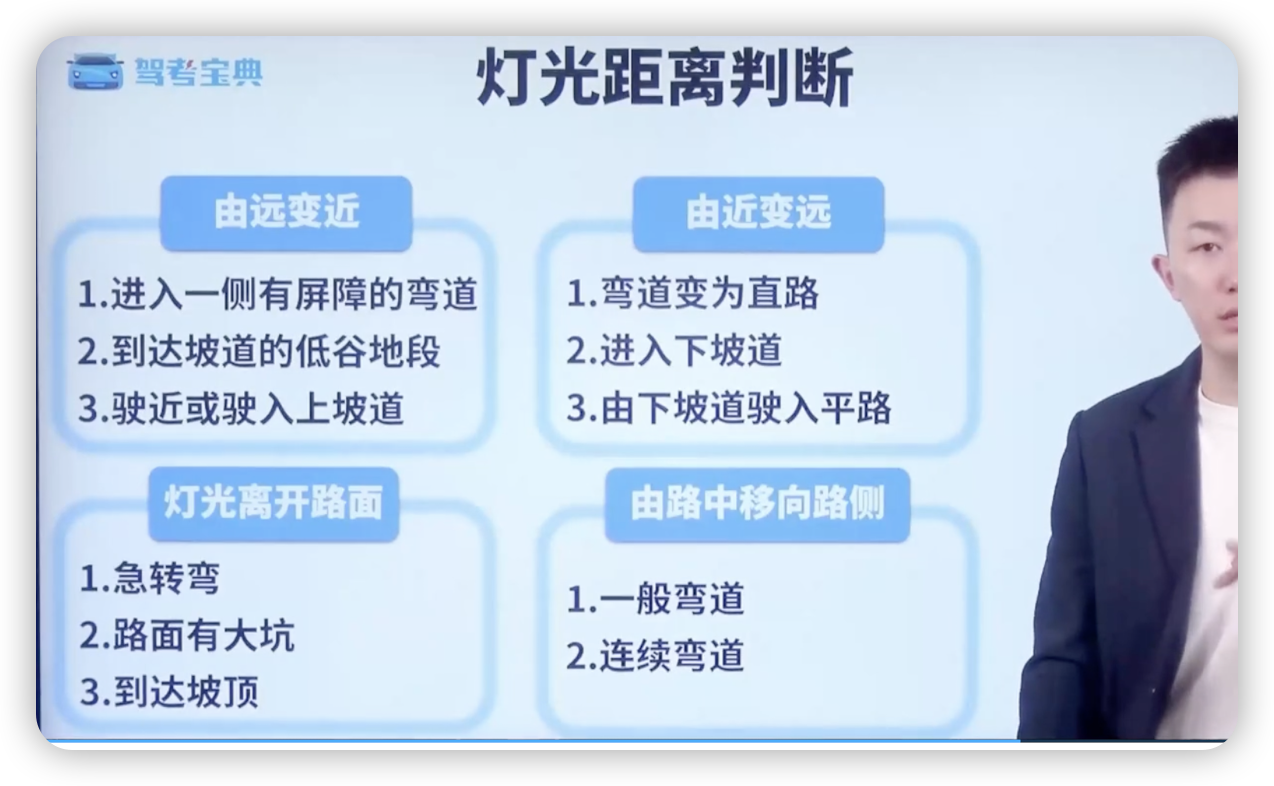 驾考宝典
灯光距离判断
由远变近
1.进入一侧有屏障的弯道
2.到达坡道的低谷地段
3.驶近或驶入上坡道
由近变远
1.弯道变为直路
2.进入下坡道
3.由下坡道驶入平路
灯光离开路面
1.急转弯
2.路面有大坑
3.到达坡顶
由路中移向路侧
1.一般弯道
2.连续弯道